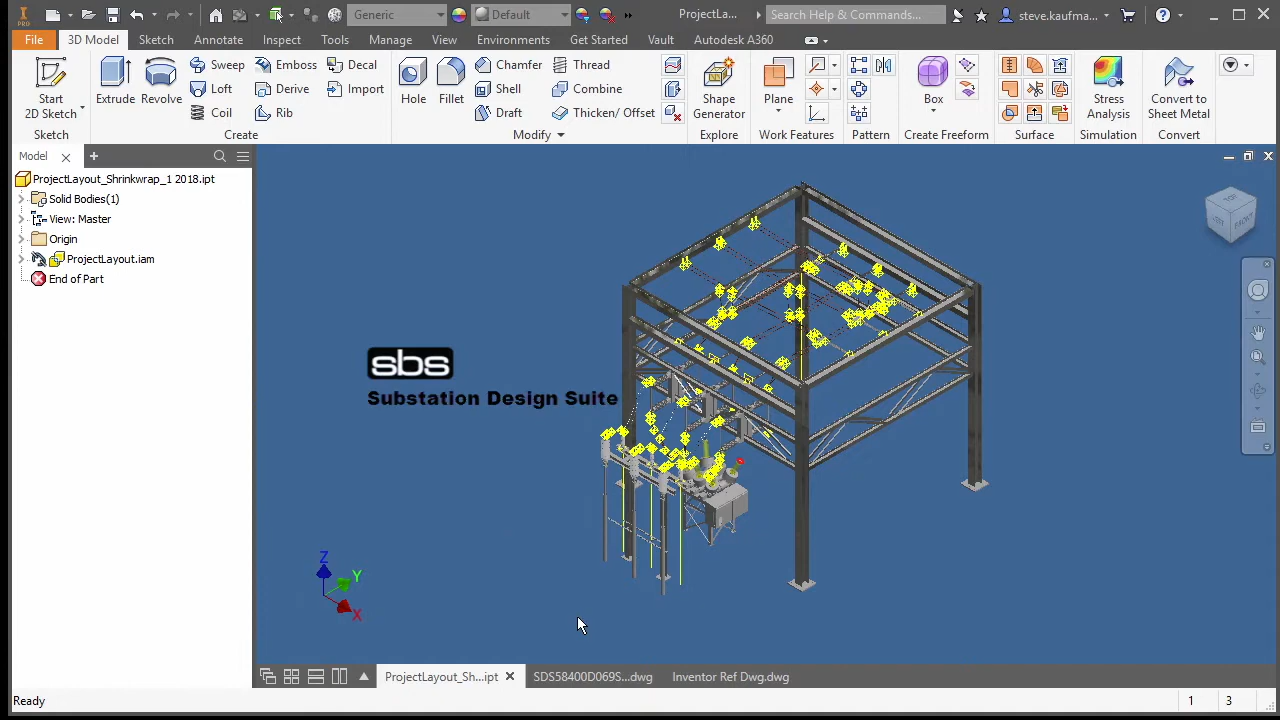 PRO
Generic
Default
ProjectLa...
Search Help & Commands...
steve.kaufma...
File
3D Model
Sketch
Annotate
Inspect
Tools
Manage
View
Environments
Get Started
Vault
Autodesk A360
Start
2D Sketch
Extrude
Revolve
Sweep
Loft
Coil
Emboss
Derive
Rib
Decal
Import
Hole
Fillet
Chamfer
Shell
Draft
Thread
Combine
Thicken/ Offset
Shape
Generator
Plane
Box
Stress
Analysis
Convert to
Sheet Metal
Sketch
Create
Modify
Explore
Work Features
Pattern
Create Freeform
Surface
Simulation
Convert
Model
ProjectLayout_Shrinkwrap_1 2018.ipt
Solid Bodies(1)
View: Master
Origin
ProjectLayout.iam
End of Part
sbs
Substation Design Suite
FRONT
Z
Y
X
ProjectLayout_Sh...ipt
SDS58400D069S...dwg
Inventor Ref Dwg.dwg
Ready
1
3